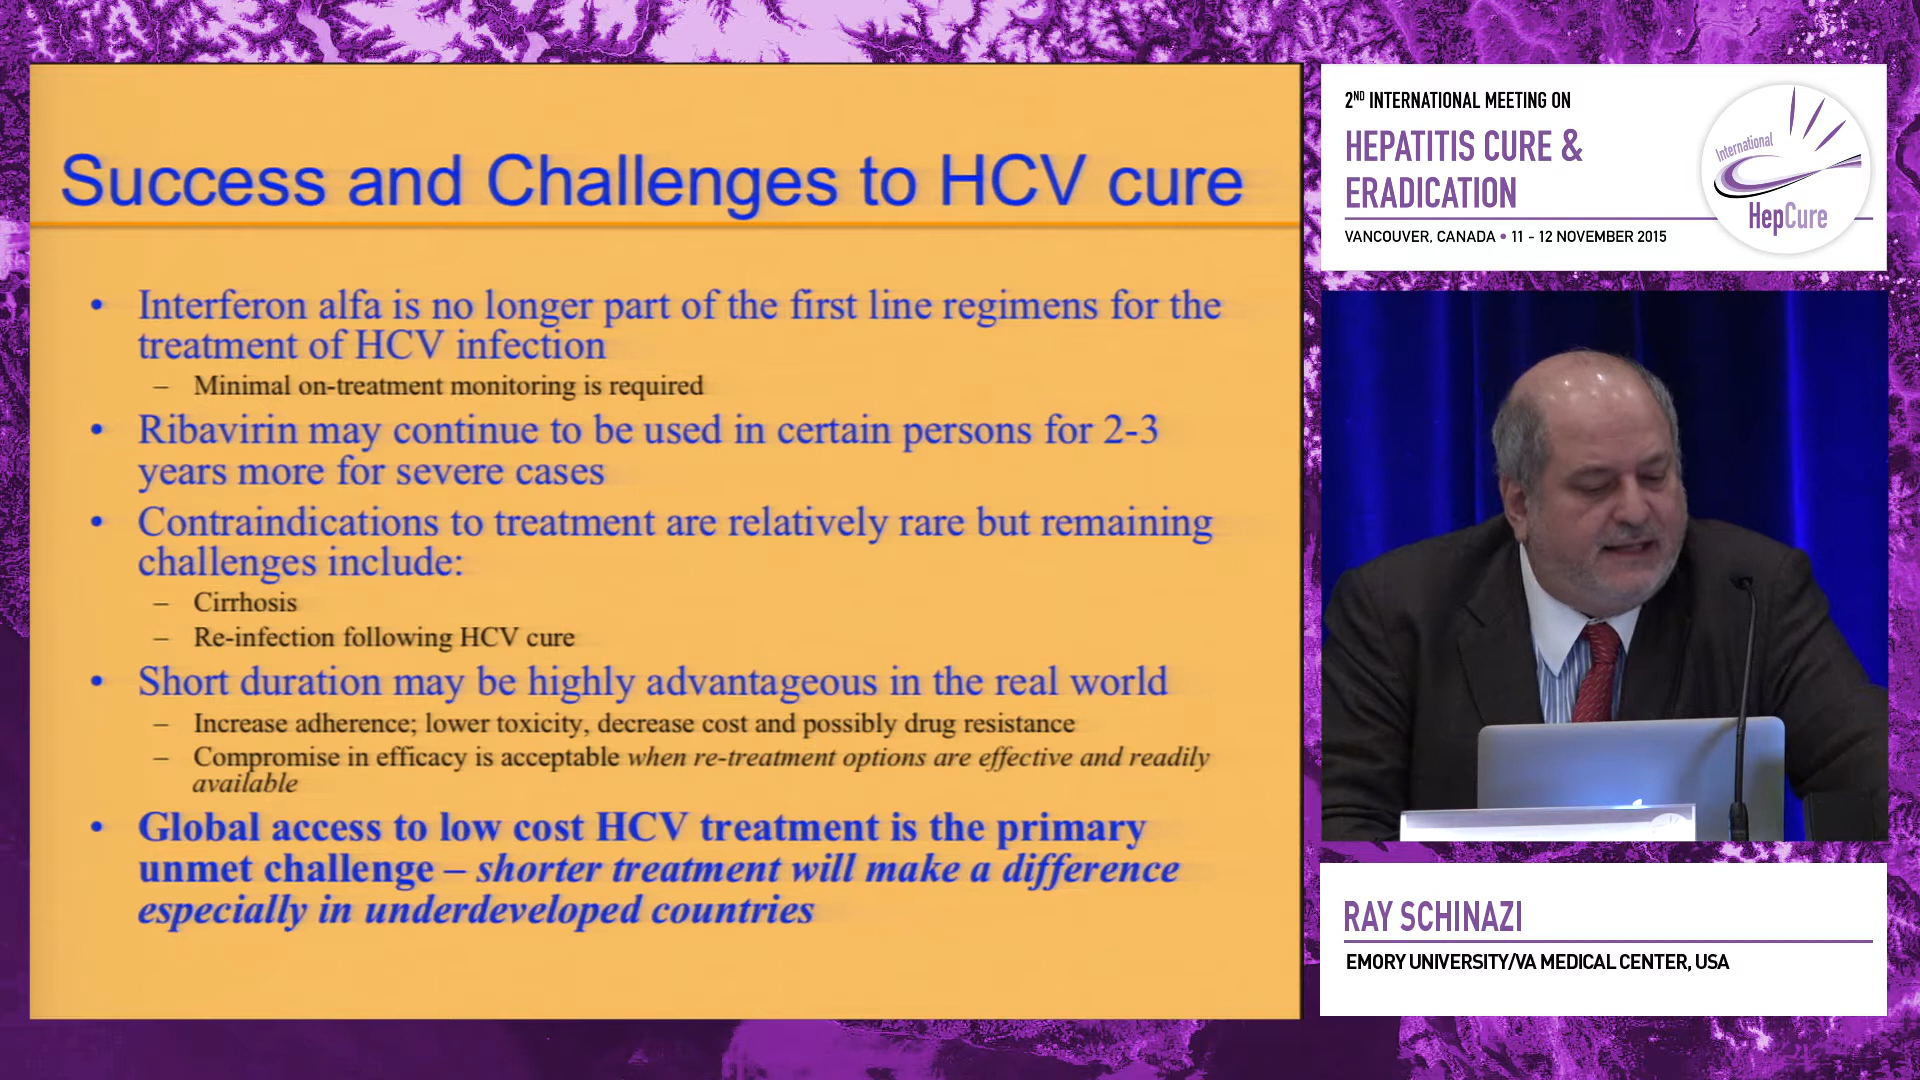 Success and Challenges to HCV cure
• Interferon alfa is no longer part of the first line regimens for the
treatment of HCV infection
– Minimal on-treatment monitoring is required
• Ribavirin may continue to be used in certain persons for 2-3
years more for severe cases
• Contraindications to treatment are relatively rare but remaining
challenges include:
– Cirrhosis
– Re-infection following HCV cure
• Short duration may be highly advantageous in the real world
– Increase adherence; lower toxicity, decrease cost and possibly drug resistance
– Compromise in efficacy is acceptable when re-treatment options are effective and readily
available
• Global access to low cost HCV treatment is the primary
unmet challenge – shorter treatment will make a difference
especially in underdeveloped countries
2ND INTERNATIONAL MEETING ON
HEPATITIS CURE &
ERADICATION
VANCOUVER, CANADA • 11 - 12 NOVEMBER 2015
International
HepCure
RAY SCHINAZI
EMORY UNIVERSITY/VA MEDICAL CENTER, USA